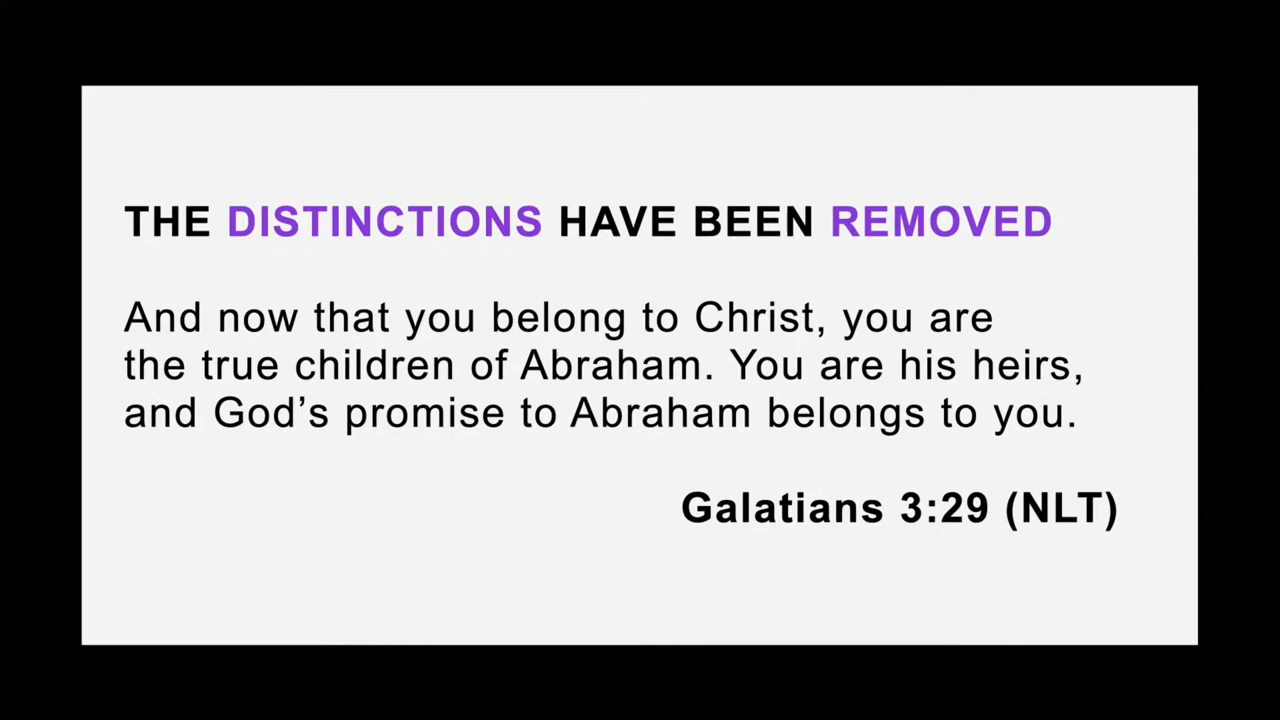 THE DISTINCTIONS HAVE BEEN REMOVED
And now that you belong to Christ, you are
the true children of Abraham. You are his heirs,
and God’s promise to Abraham belongs to you.
Galatians 3:29 (NLT)